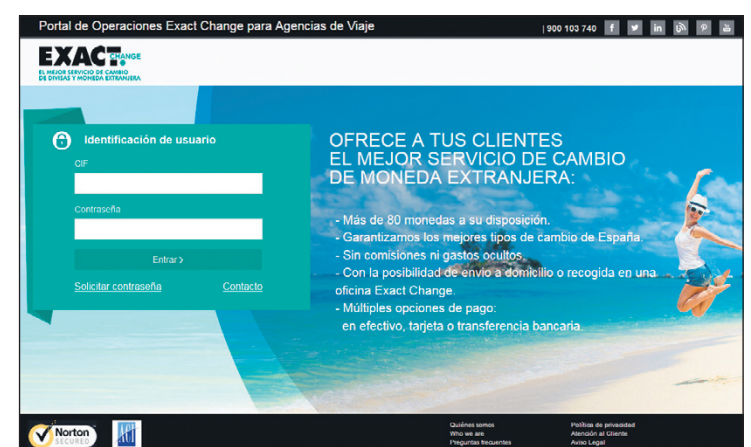 Portal de Operaciones Exact Change para Agencias de Viaje
| 900 103 740
EXACT CHANGE
EL MEJOR SERVICIO DE CAMBIO
DE DIVISAS Y MONEDA EXTRANJERA
Identificación de usuario
CIF
Contraseña
Entrar >
Solicitar contraseña
Contacto
OFRECE A TUS CLIENTES
EL MEJOR SERVICIO DE CAMBIO
DE MONEDA EXTRANJERA:
- Más de 80 monedas a su disposición.
- Garantizamos los mejores tipos de cambio de España.
- Sin comisiones ni gastos ocultos.
- Con la posibilidad de envío a domicilio o recogida en una
oficina Exact Change.
- Múltiples opciones de pago:
en efectivo, tarjeta o transferencia bancaria.
Norton
SECURED
Quiénes somos
Who we are
Preguntas frecuentes
Política de privacidad
Atención al Cliente
Aviso Legal